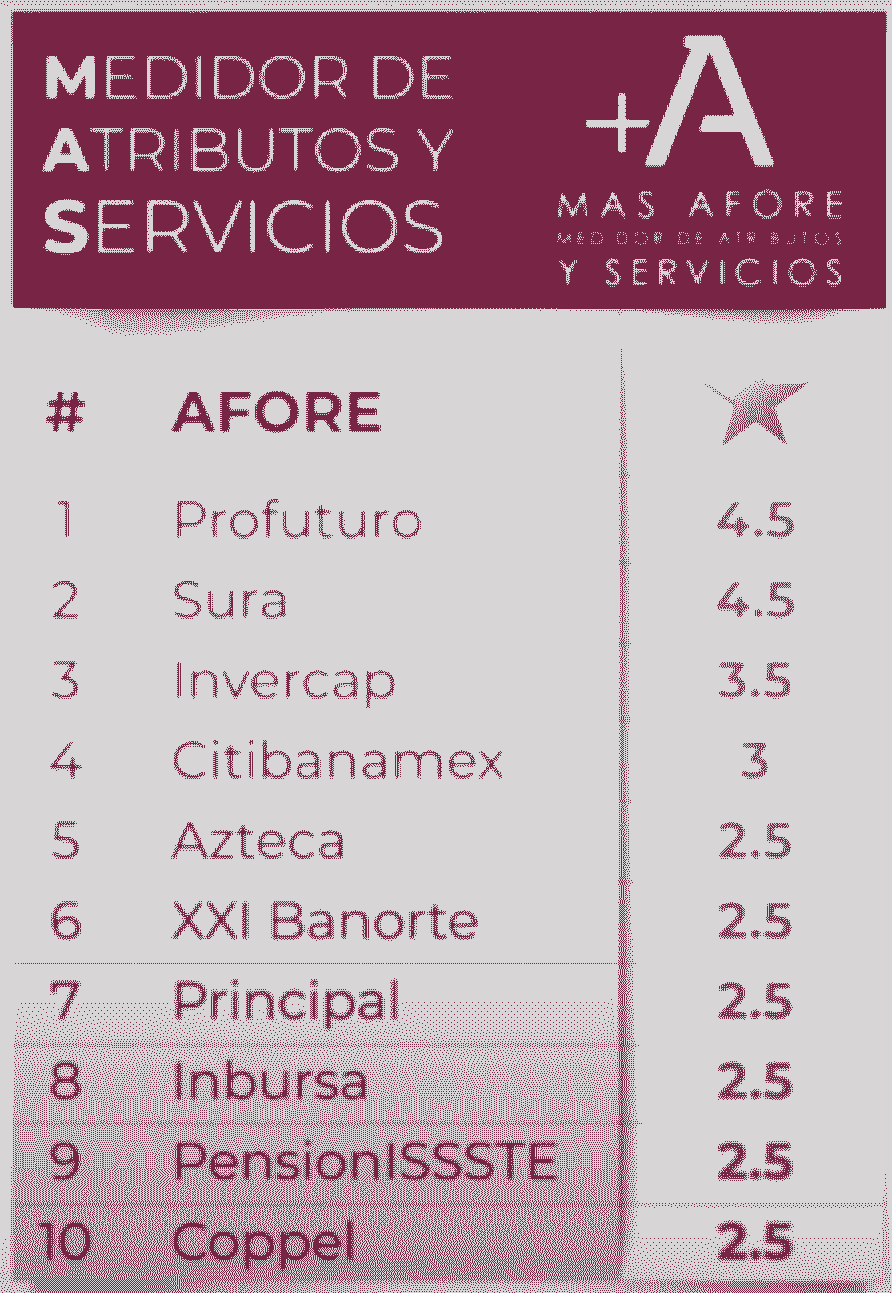 MEDIDOR DE
ATRIBUTOS Y
SERVICIOS
+A
MAS AFORE
MEDIDOR DE ATRIBUTOS
Y SERVICIOS
# AFORE
1 Profuturo 4.5
2 Sura 4.5
3 Invercap 3.5
4 Citibanamex 3
5 Azteca 2.5
6 XXI Banorte 2.5
7 Principal 2.5
8 Inbursa 2.5
9 PensionISSSTE 2.5
10 Coppel 2.5